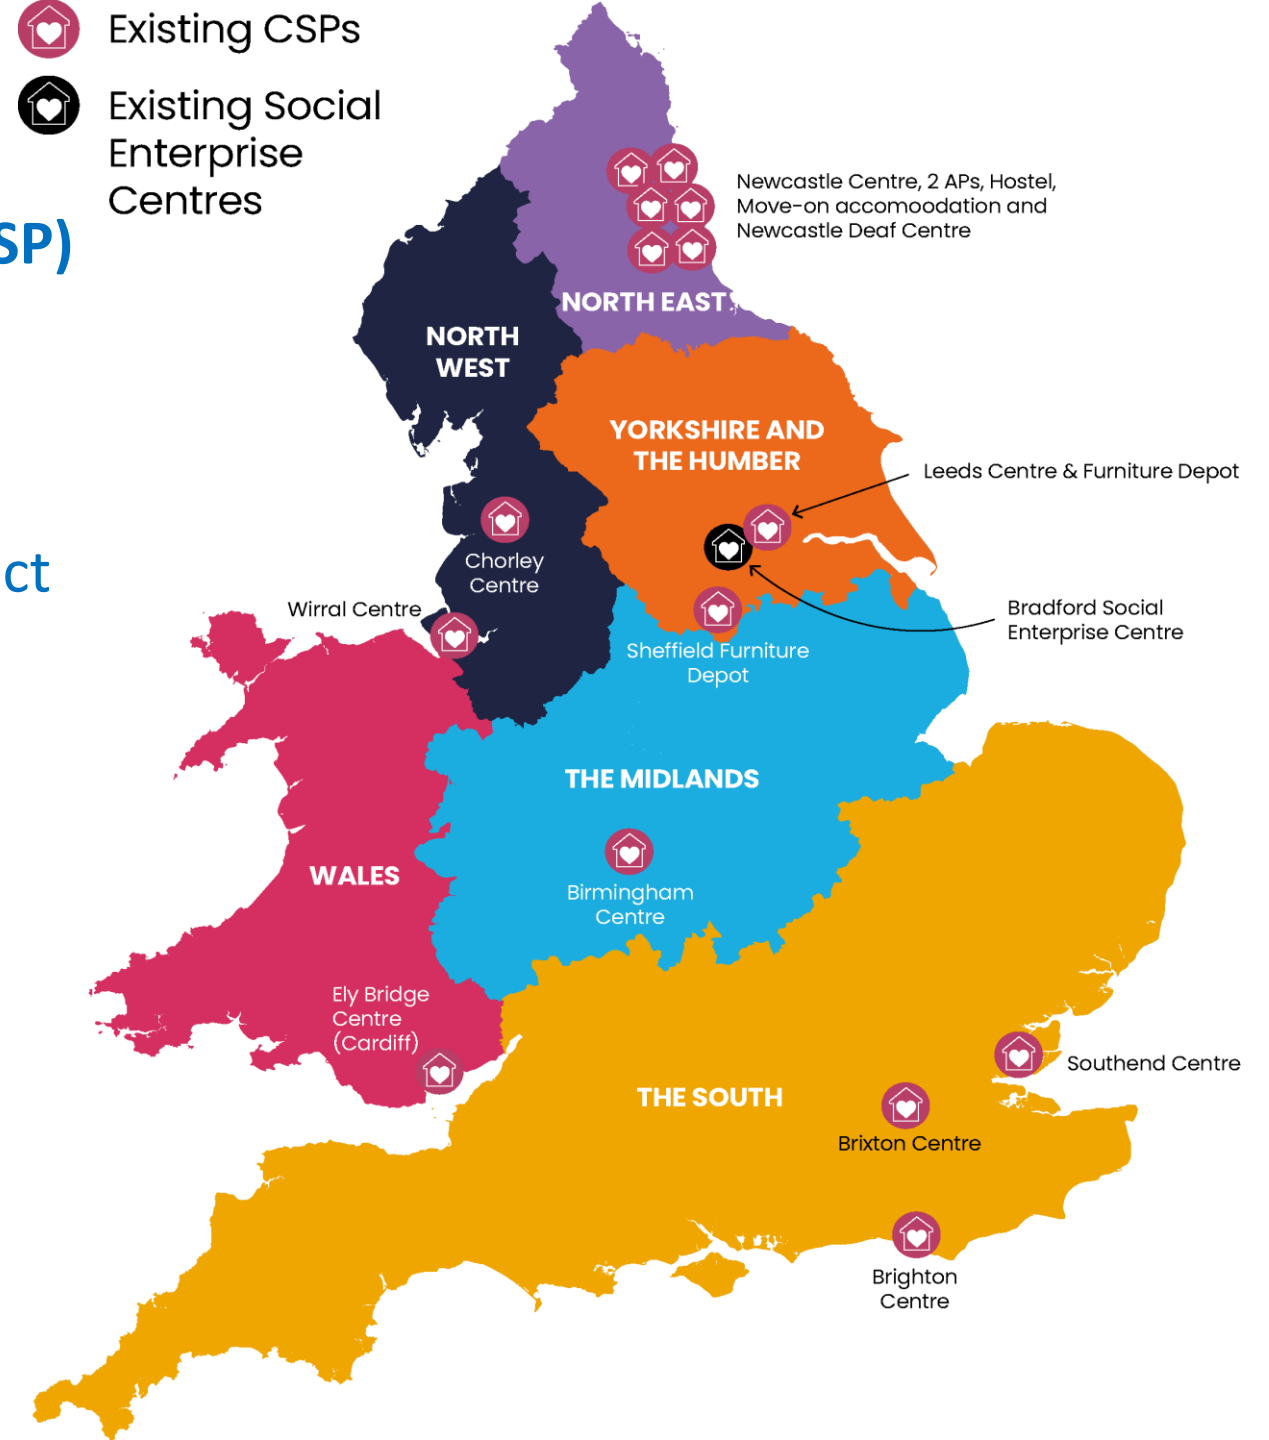 Existing CSPs
Existing Social
Enterprise
Centres
SP)
ct
Newcastle Centre, 2 APs, Hostel,
Move-on accomoodation and
Newcastle Deaf Centre
NORTH EAST
NORTH
WEST
YORKSHIRE AND
THE HUMBER
Leeds Centre & Furniture Depot
Chorley
Centre
Wirral Centre
Bradford Social
Enterprise Centre
Sheffield Furniture
Depot
THE MIDLANDS
WALES
Birmingham
Centre
Ely Bridge
Centre
(Cardiff)
Southend Centre
THE SOUTH
Brixton Centre
Brighton
Centre